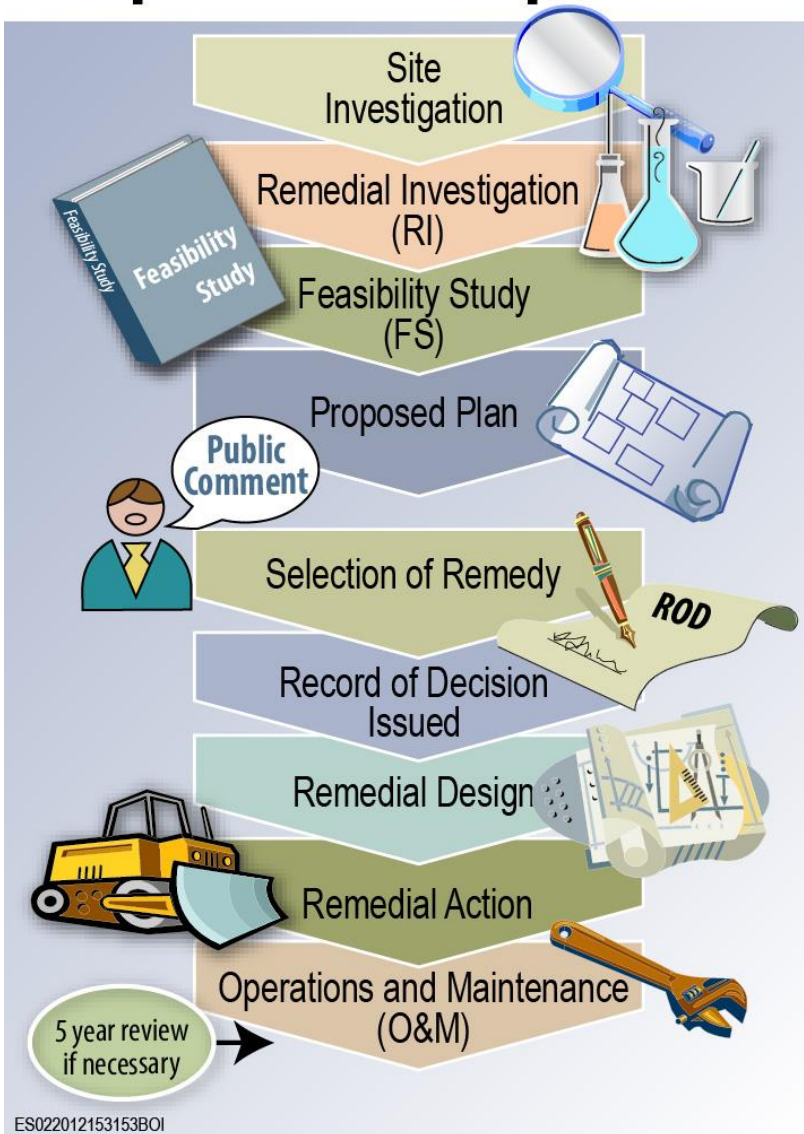 Site
Investigation
Remedial Investigation
(RI)
Feasibility Study
Feasibility
Study
Feasibility Study
(FS)
Proposed Plan
Public
Comment
Selection of Remedy
ROD
Record of Decision
Issued
Remedial Design
Remedial Action
Operations and Maintenance
(O&M)
5 year review
if necessary
ES022012153153BOI